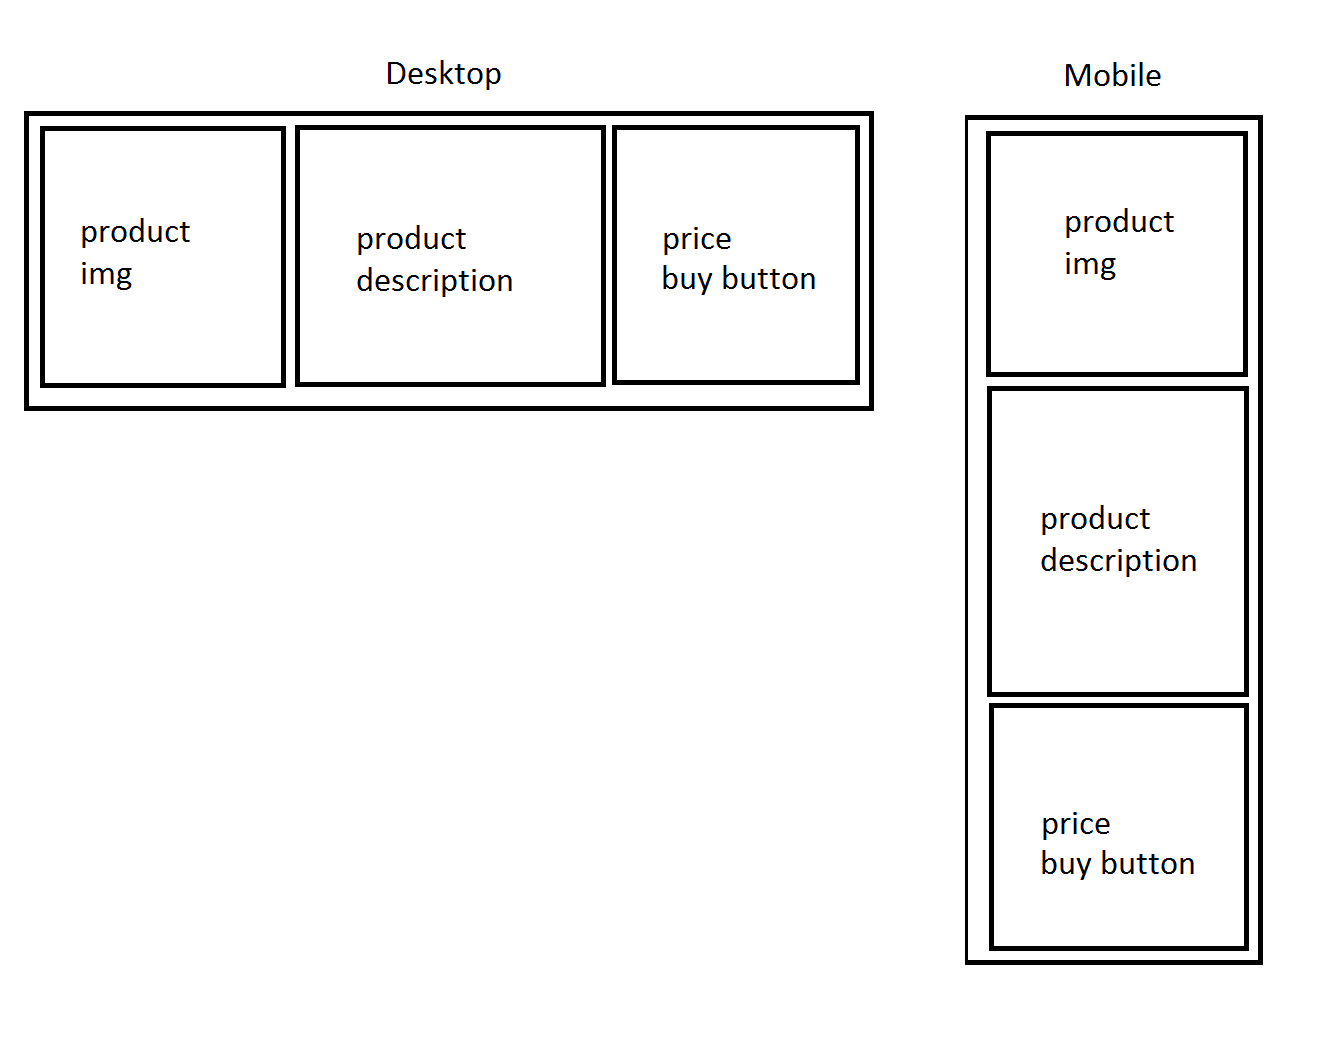 Desktop
product
img
product
description
price
buy button
Mobile
product
img
product
description
price
buy button